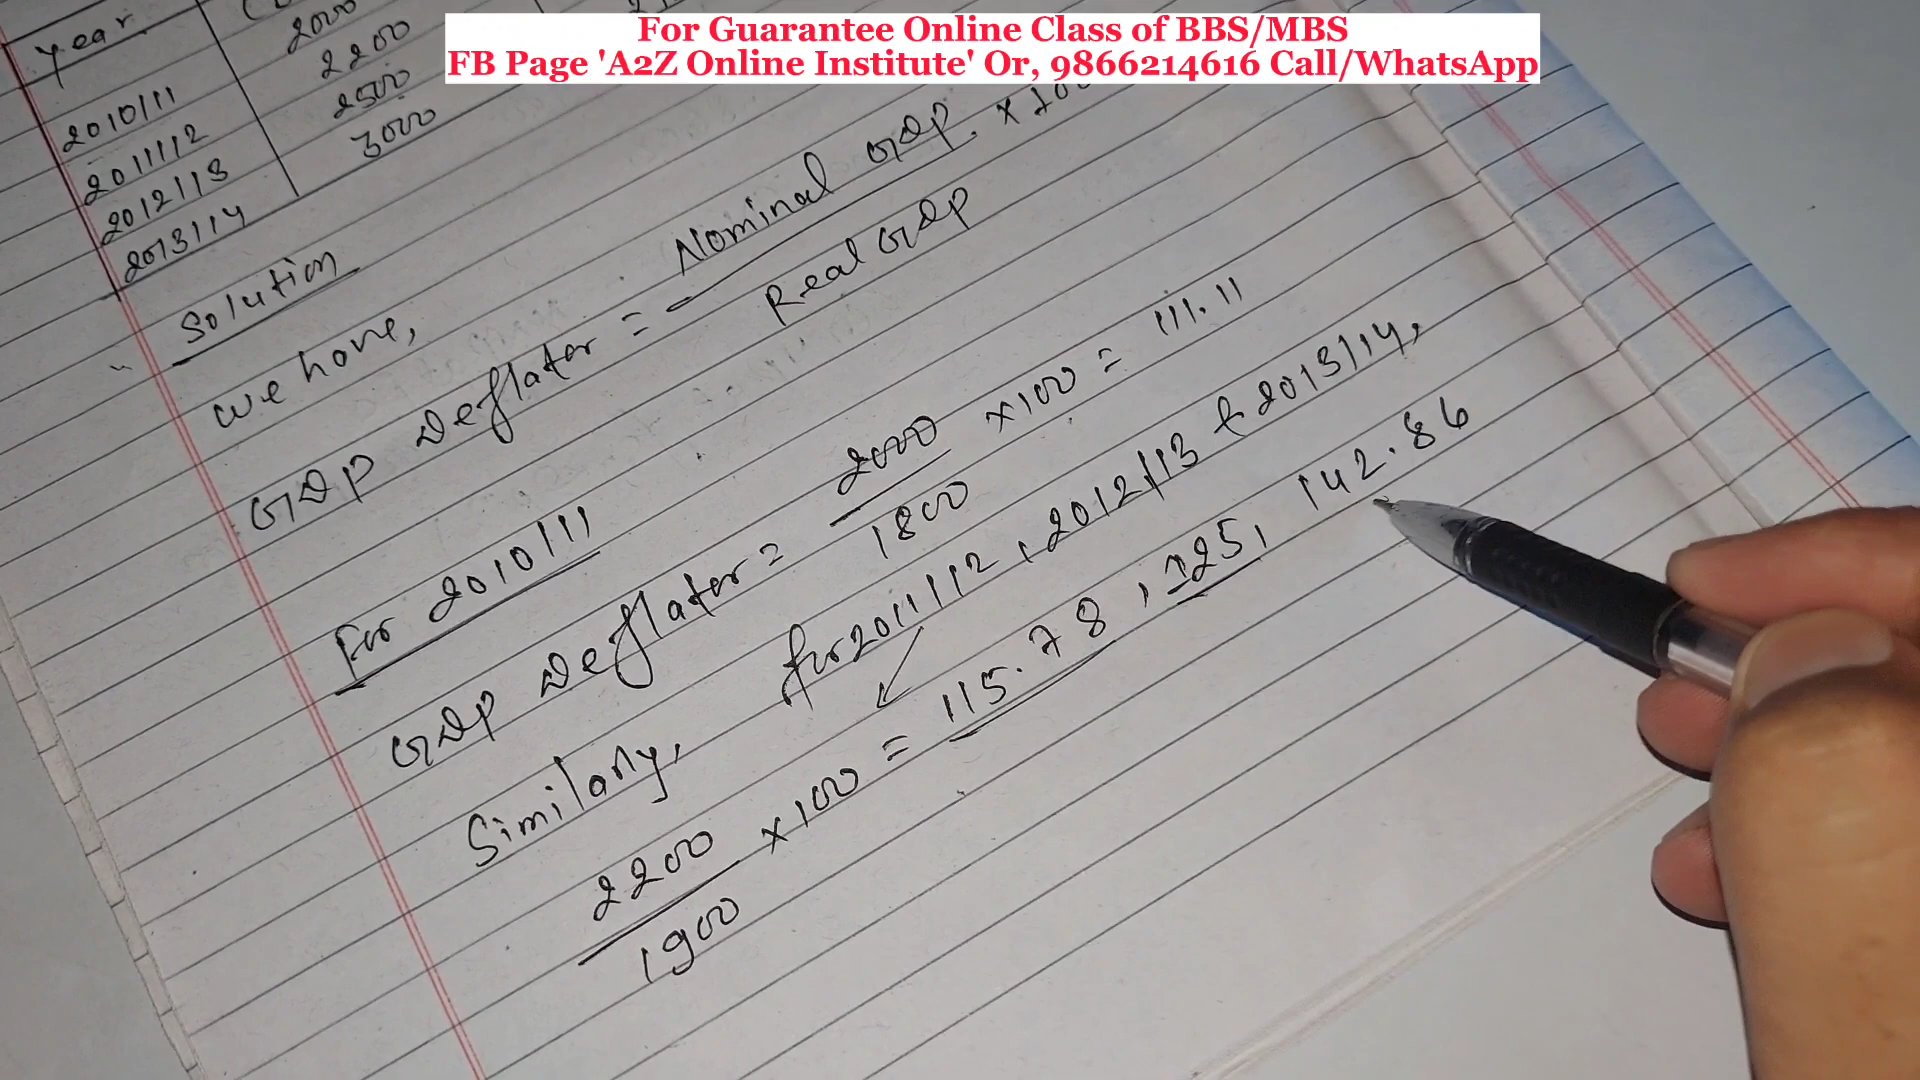 For Guarantee Online Class of BBS/MBS
FB Page 'A2Z Online Institute' Or, 9866214616 Call/WhatsApp
Year
2010/11 2000
2011/12 2200
2012/13 2500
2013/14 3000
Solution
We have,
GDP Deflator = Nominal GDP × 100
Real GDP
For 2010/11
GDP Deflator = 2000 ×100 = 111.11
1800
Similarly, for 2011/12, 2012/13 & 2013/14,
2200 ×100 = 115.78, 125, 142.86
1900